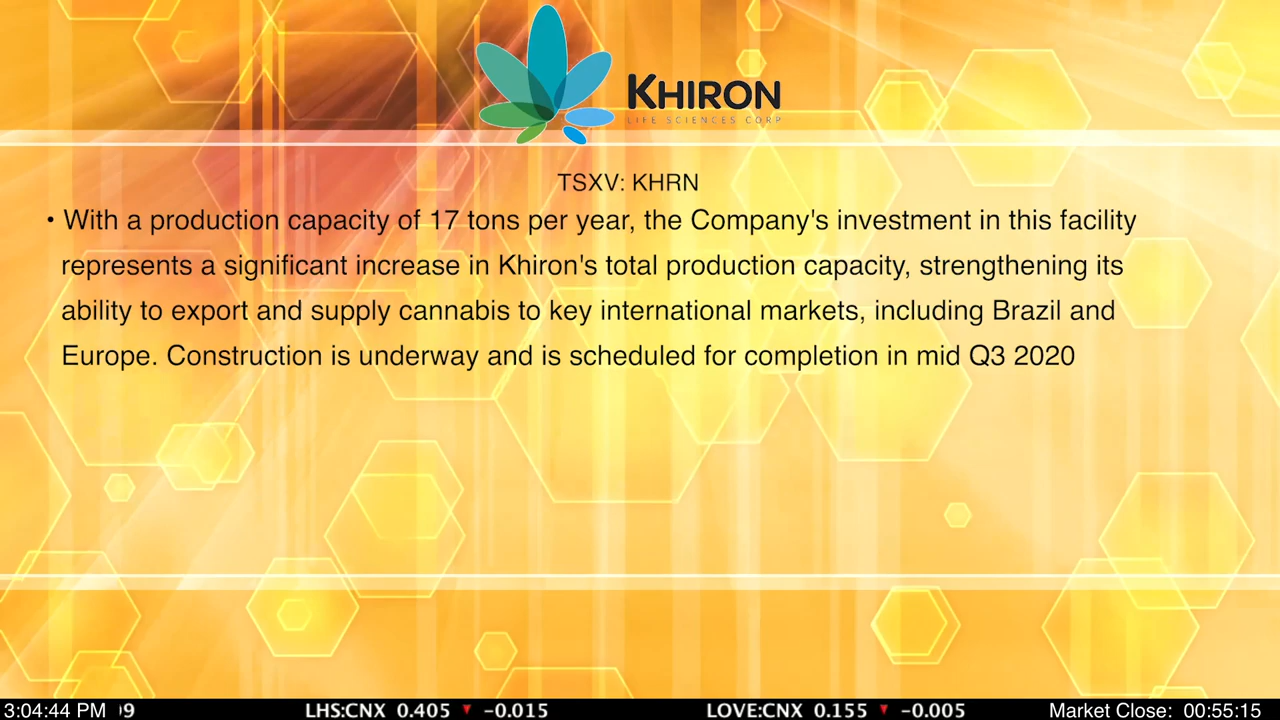 KHIRON
LIFE SCIENCES CORP
TSXV: KHRN
• With a production capacity of 17 tons per year, the Company's investment in this facility
represents a significant increase in Khiron's total production capacity, strengthening its
ability to export and supply cannabis to key international markets, including Brazil and
Europe. Construction is underway and is scheduled for completion in mid Q3 2020
3:04:44 PM 9 LHS:CNX 0.405 ▼ -0.015 LOVE:CNX 0.155 ▼ -0.005 Market Close: 00:55:15